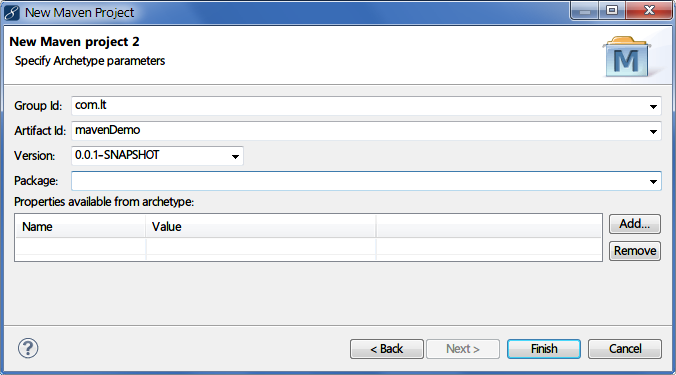 New Maven Project
New Maven project 2
Specify Archetype parameters
M
Group Id: com.lt
Artifact Id: mavenDemo
Version: 0.0.1-SNAPSHOT
Package:
Properties available from archetype:
Name Value
Add...
Remove
? < Back Next > Finish Cancel